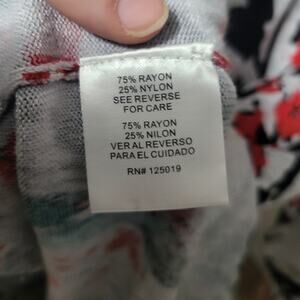 75% RAYON
25% NYLON
SEE REVERSE
FOR CARE
75% RAYON
25% NILON
VER AL REVERSO
PARA EL CUIDADO
RN# 125019